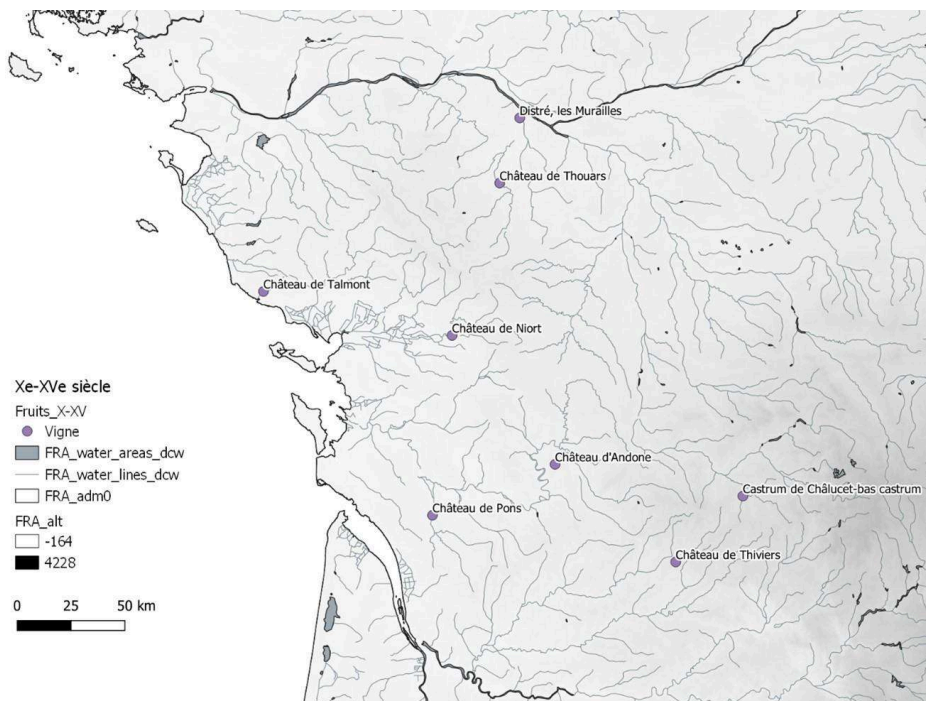 Distré, les Murailles
Château de Thouars
Château de Talmont
Château de Niort
Château d'Andone
Castrum de Châlucet-bas castrum
Château de Pons
Château de Thiviers
Xe-XVe siècle
Fruits_X-XV
Vigne
FRA_water_areas_dcw
FRA_water_lines_dcw
FRA_adm0
FRA_alt
-164
4228
0 25 50 km